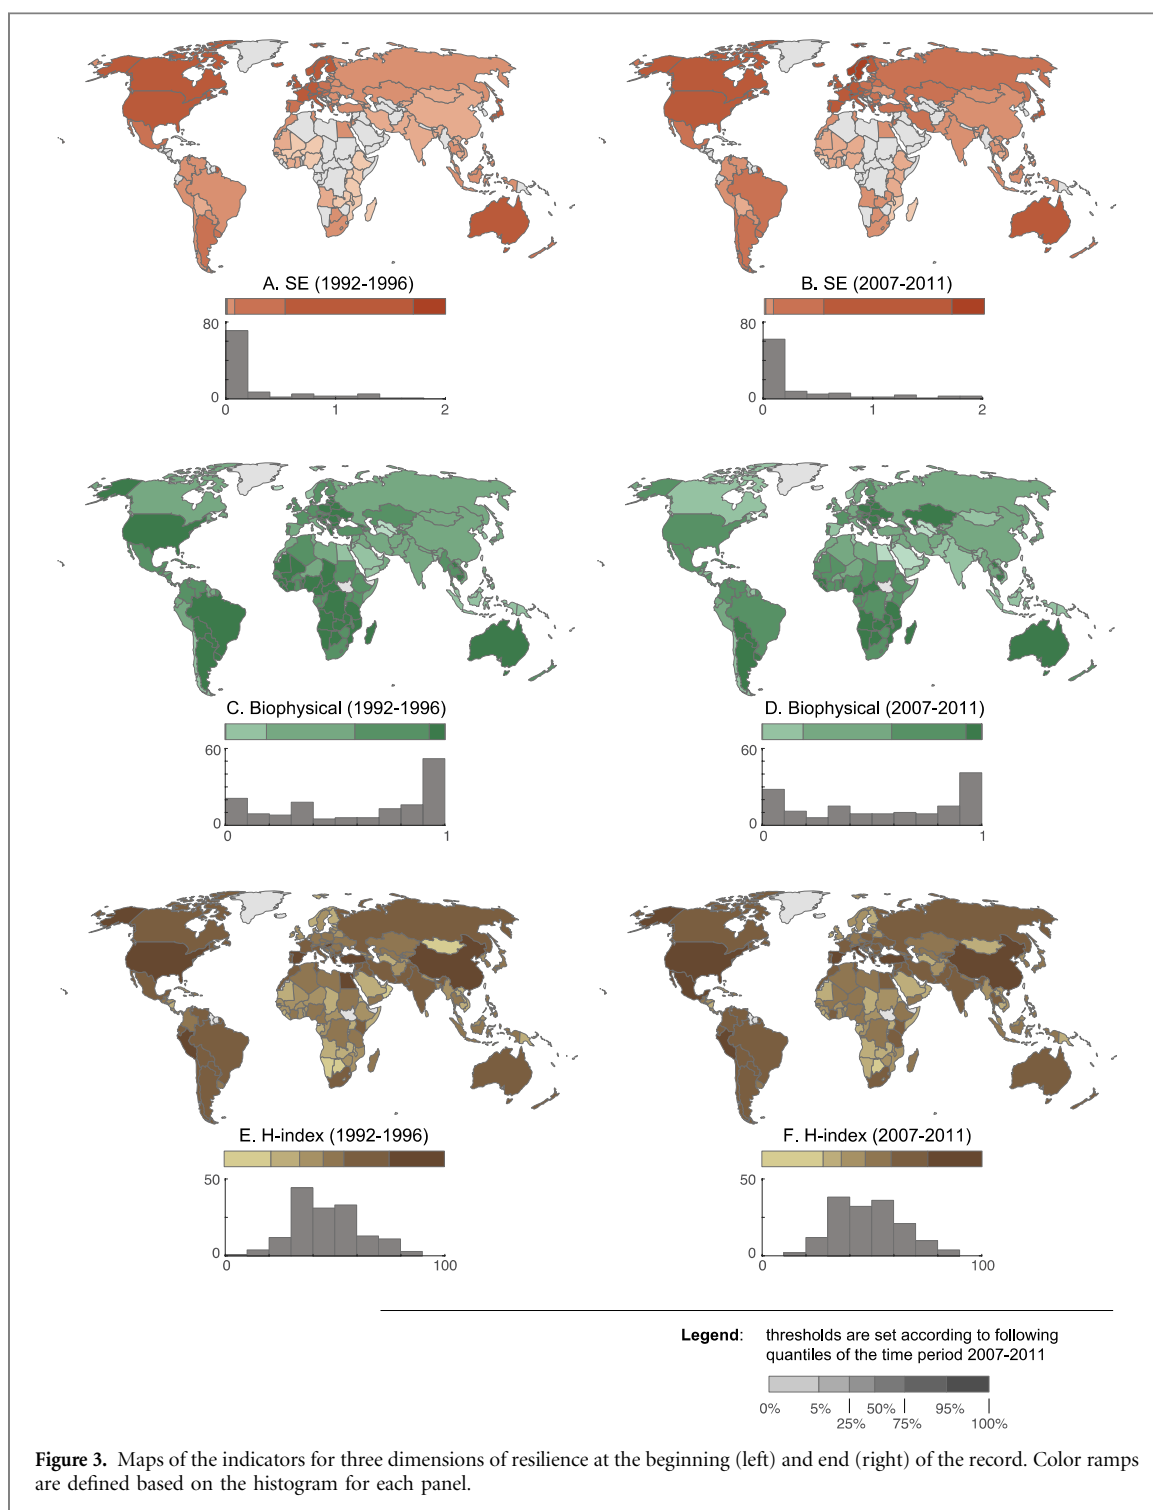 A. SE (1992-1996)
80
0
0 1 2
B. SE (2007-2011)
80
0
0 1 2
C. Biophysical (1992-1996)
60
0
0 1
D. Biophysical (2007-2011)
60
0
0 1
E. H-index (1992-1996)
50
0
0 100
F. H-index (2007-2011)
50
0
0 100
Legend: thresholds are set according to following
quantiles of the time period 2007-2011
0% 5% 50% 95%
25% 75% 100%
Figure 3. Maps of the indicators for three dimensions of resilience at the beginning (left) and end (right) of the record. Color ramps
are defined based on the histogram for each panel.